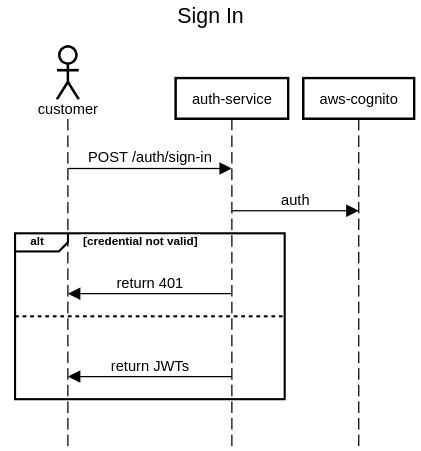 Sign In
customer
auth-service
aws-cognito
POST /auth/sign-in
auth
alt
[credential not valid]
return 401
return JWTs